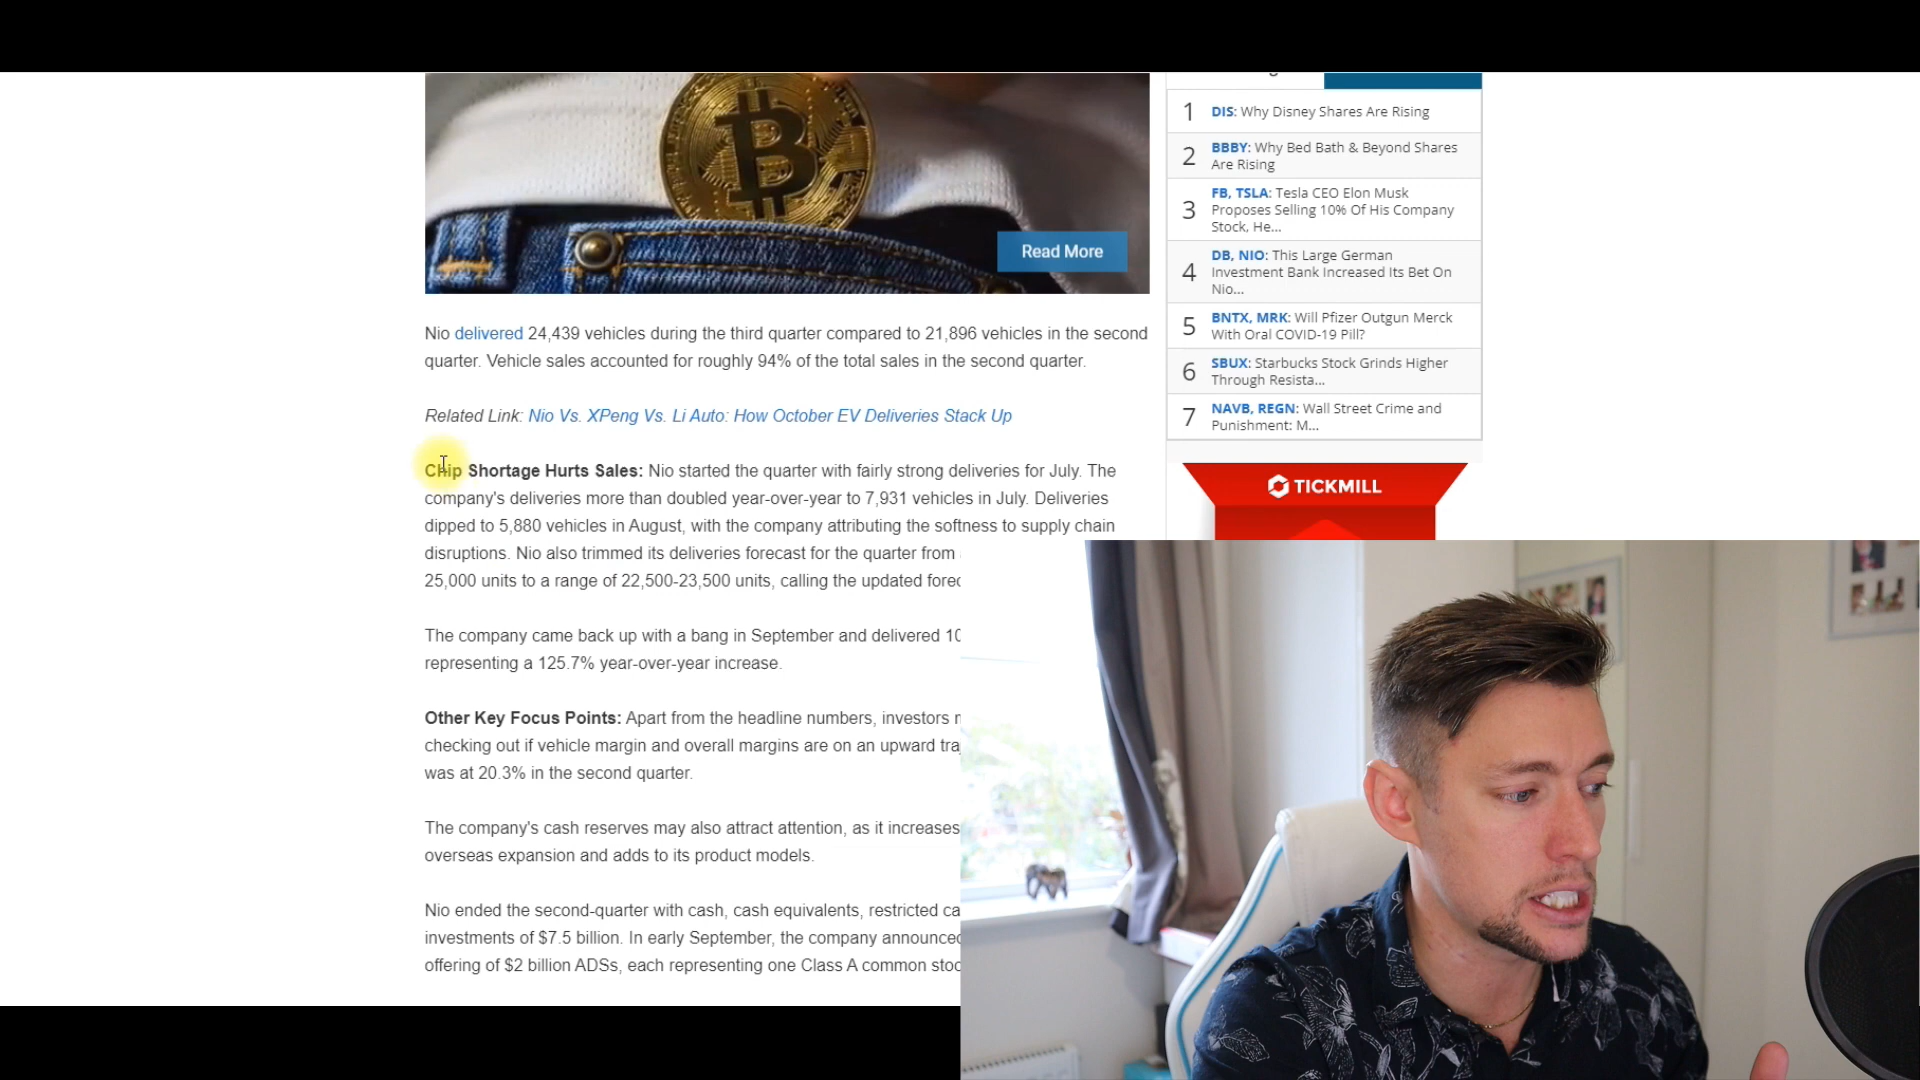 Read More
Nio delivered 24,439 vehicles during the third quarter compared to 21,896 vehicles in the second
quarter. Vehicle sales accounted for roughly 94% of the total sales in the second quarter.
Related Link: Nio Vs. XPeng Vs. Li Auto: How October EV Deliveries Stack Up
Chip Shortage Hurts Sales: Nio started the quarter with fairly strong deliveries for July. The
company's deliveries more than doubled year-over-year to 7,931 vehicles in July. Deliveries
dipped to 5,880 vehicles in August, with the company attributing the softness to supply chain
disruptions. Nio also trimmed its deliveries forecast for the quarter from
25,000 units to a range of 22,500-23,500 units, calling the updated
The company came back up with a bang in September and delivered
representing a 125.7% year-over-year increase.
Other Key Focus Points: Apart from the headline numbers, investors
checking out if vehicle margin and overall margins are on an upward
was at 20.3% in the second quarter.
The company's cash reserves may also attract attention, as it increases
overseas expansion and adds to its product models.
Nio ended the second-quarter with cash, cash equivalents, restricted
investments of $7.5 billion. In early September, the company announced
offering of $2 billion ADSs, each representing one Class A common
1 DIS: Why Disney Shares Are Rising
2 BBBY: Why Bed Bath & Beyond Shares
Are Rising
3 FB, TSLA: Tesla CEO Elon Musk
Proposes Selling 10% Of His Company
Stock, He...
4 DB, NIO: This Large German
Investment Bank Increased Its Bet On
Nio...
5 BNTX, MRK: Will Pfizer Outgun Merck
With Oral COVID-19 Pill?
6 SBUX: Starbucks Stock Grinds Higher
Through Resista...
7 NAVB, REGN: Wall Street Crime and
Punishment: M...
TICKMILL